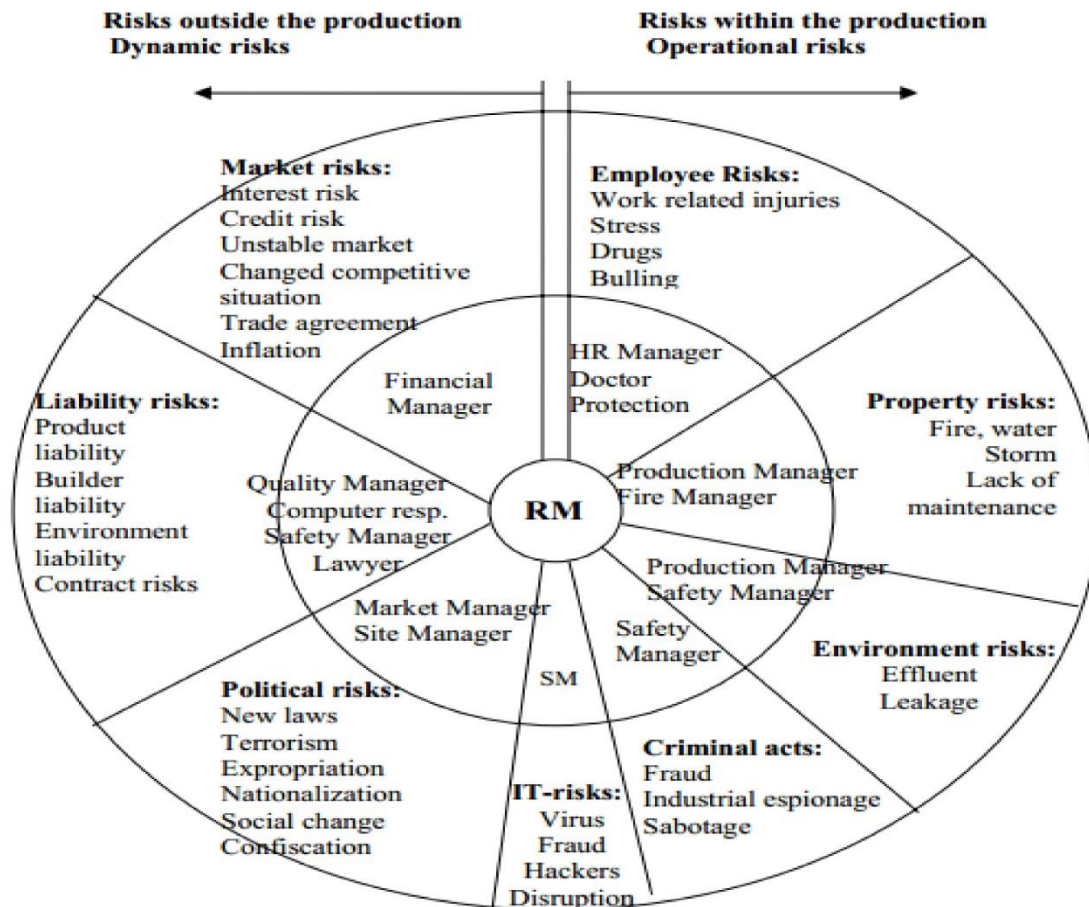 Risks outside the production
Dynamic risks
Risks within the production
Operational risks
Market risks:
Interest risk
Credit risk
Unstable market
Changed competitive
situation
Trade agreement
Inflation
Employee Risks:
Work related injuries
Stress
Drugs
Bulling
Financial
Manager
HR Manager
Doctor
Protection
Liability risks:
Product
liability
Builder
liability
Environment
liability
Contract risks
Property risks:
Fire, water
Storm
Lack of
maintenance
Quality Manager
Computer resp.
Safety Manager
Lawyer
RM
Production Manager
Fire Manager
Production Manager
Safety Manager
Market Manager
Site Manager
SM
Safety
Manager
Environment risks:
Effluent
Leakage
Political risks:
New laws
Terrorism
Expropriation
Nationalization
Social change
Confiscation
IT-risks:
Virus
Fraud
Hackers
Disruption
Criminal acts:
Fraud
Industrial espionage
Sabotage